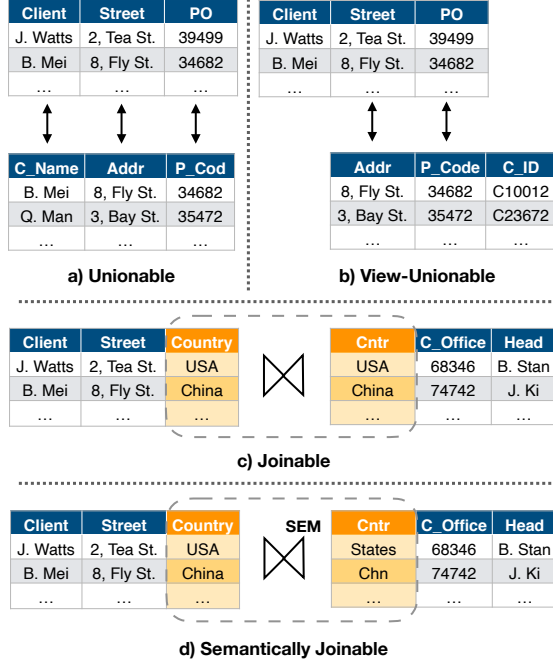 Client Street PO
J. Watts 2, Tea St. 39499
B. Mei 8, Fly St. 34682
… … …
C_Name Addr P_Cod
B. Mei 8, Fly St. 34682
Q. Man 3, Bay St. 35472
… … …
a) Unionable
Client Street PO
J. Watts 2, Tea St. 39499
B. Mei 8, Fly St. 34682
… … …
Addr P_Code C_ID
8, Fly St. 34682 C10012
3, Bay St. 35472 C23672
… … …
b) View-Unionable
Client Street Country Cntr C_Office Head
J. Watts 2, Tea St. USA USA 68346 B. Stan
B. Mei 8, Fly St. China China 74742 J. Ki
… … … … … …
c) Joinable
SEM
Client Street Country Cntr C_Office Head
J. Watts 2, Tea St. USA States 68346 B. Stan
B. Mei 8, Fly St. China Chn 74742 J. Ki
… … … … … …
d) Semantically Joinable